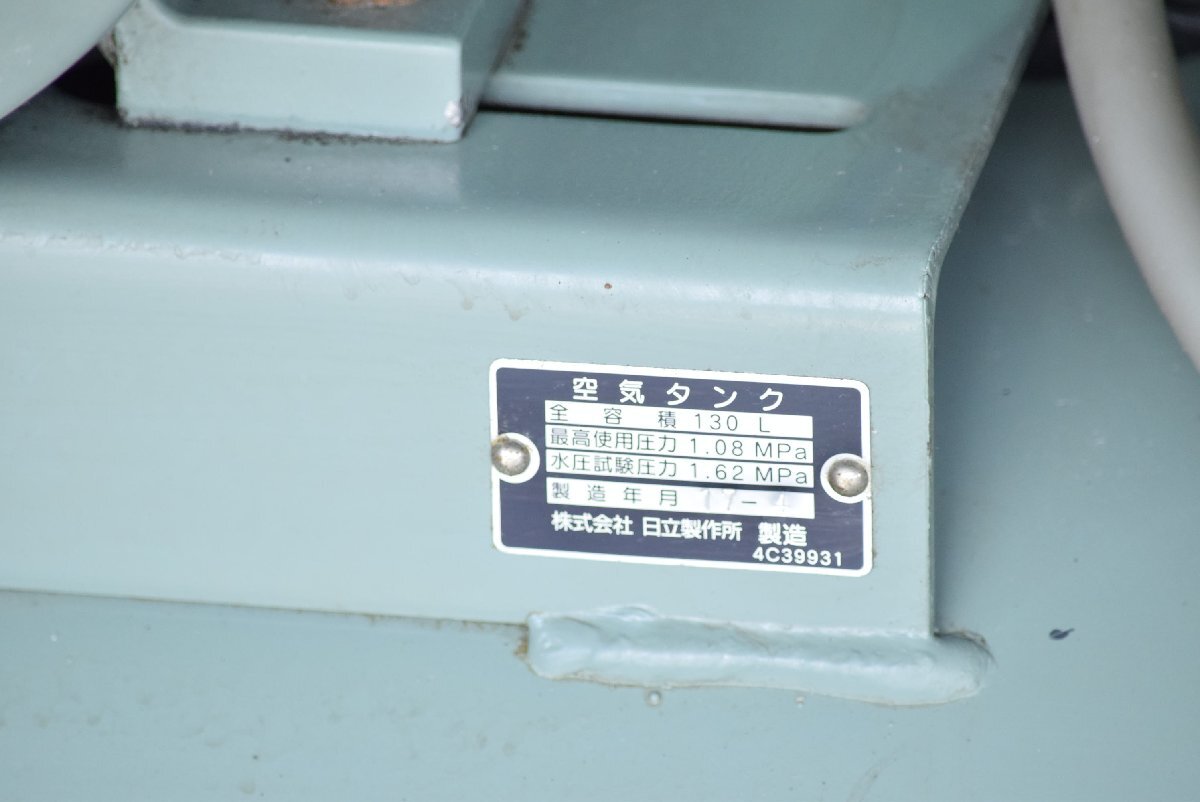 空気タンク
全容積 130 L
最高使用圧力 1.08 MPa
水圧試験圧力 1.62 MPa
製造年月 17-4
株式会社 日立製作所 製造
4C39931